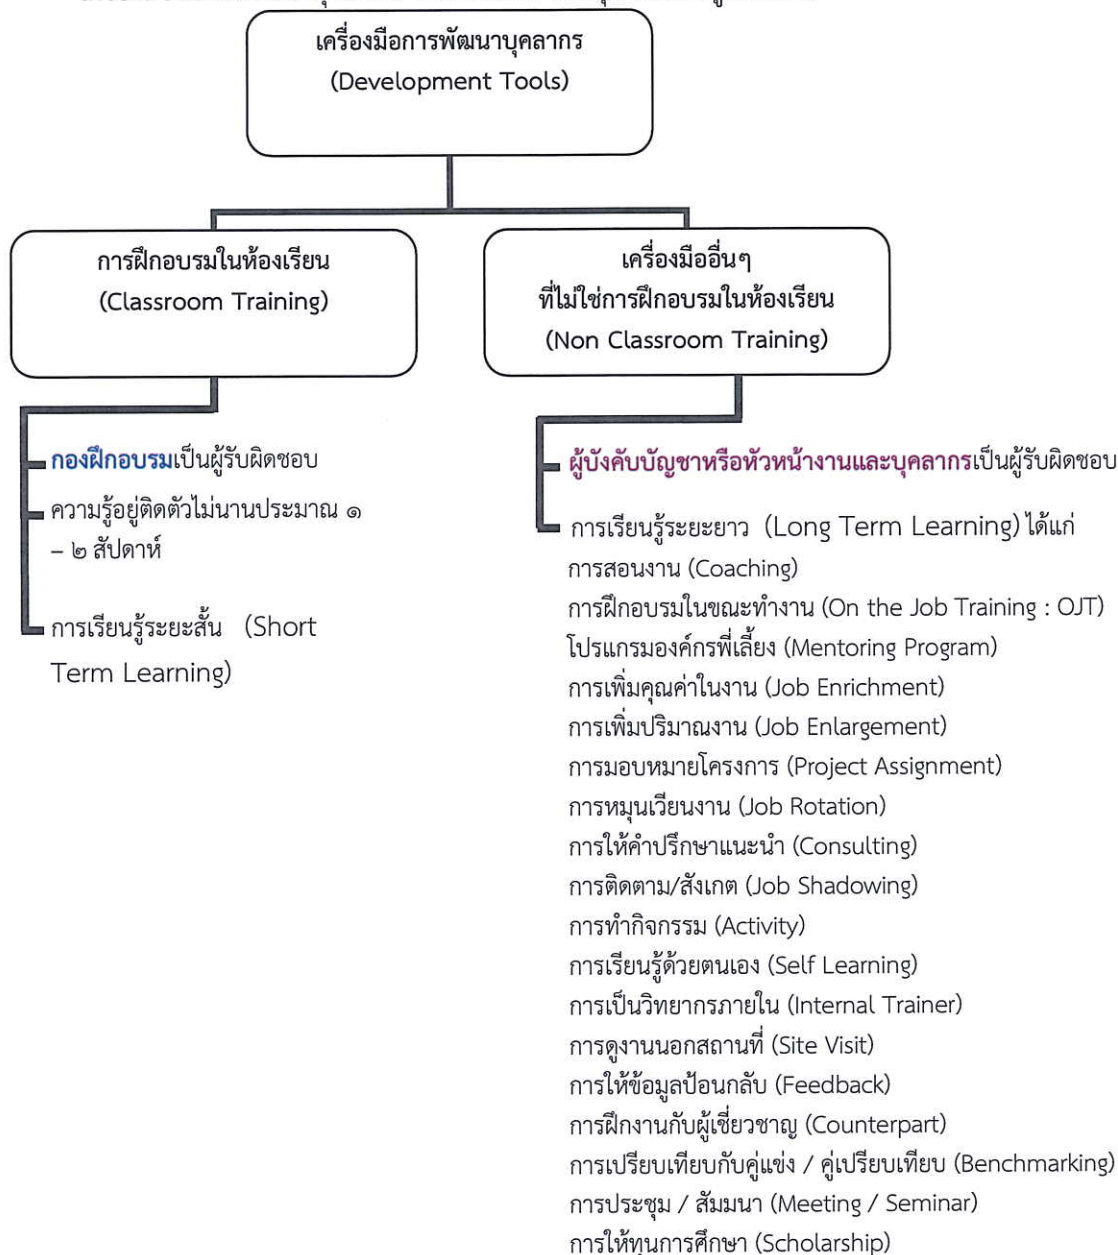 เครื่องมือการพัฒนาบุคลากร
(Development Tools)
การฝึกอบรมในห้องเรียน
(Classroom Training)
เครื่องมืออื่นๆ
ที่ไม่ใช่การฝึกอบรมในห้องเรียน
(Non Classroom Training)
กองฝึกอบรมเป็นผู้รับผิดชอบ
ความรู้อยู่ติดตัวไม่นานประมาณ ๑
– ๒ สัปดาห์
การเรียนรู้ระยะสั้น (Short
Term Learning)
ผู้บังคับบัญชาหรือหัวหน้างานและบุคลากรเป็นผู้รับผิดชอบ
การเรียนรู้ระยะยาว (Long Term Learning) ได้แก่
การสอนงาน (Coaching)
การฝึกอบรมในขณะทำงาน (On the Job Training : OJT)
โปรแกรมองค์กรพี่เลี้ยง (Mentoring Program)
การเพิ่มคุณค่าในงาน (Job Enrichment)
การเพิ่มปริมาณงาน (Job Enlargement)
การมอบหมายโครงการ (Project Assignment)
การหมุนเวียนงาน (Job Rotation)
การให้คำปรึกษาแนะนำ (Consulting)
การติดตาม/สังเกต (Job Shadowing)
การทำกิจกรรม (Activity)
การเรียนรู้ด้วยตนเอง (Self Learning)
การเป็นวิทยากรภายใน (Internal Trainer)
การดูงานนอกสถานที่ (Site Visit)
การให้ข้อมูลป้อนกลับ (Feedback)
การฝึกงานกับผู้เชี่ยวชาญ (Counterpart)
การเปรียบเทียบกับคู่แข่ง / คู่เปรียบเทียบ (Benchmarking)
การประชุม / สัมมนา (Meeting / Seminar)
การให้ทุนการศึกษา (Scholarship)